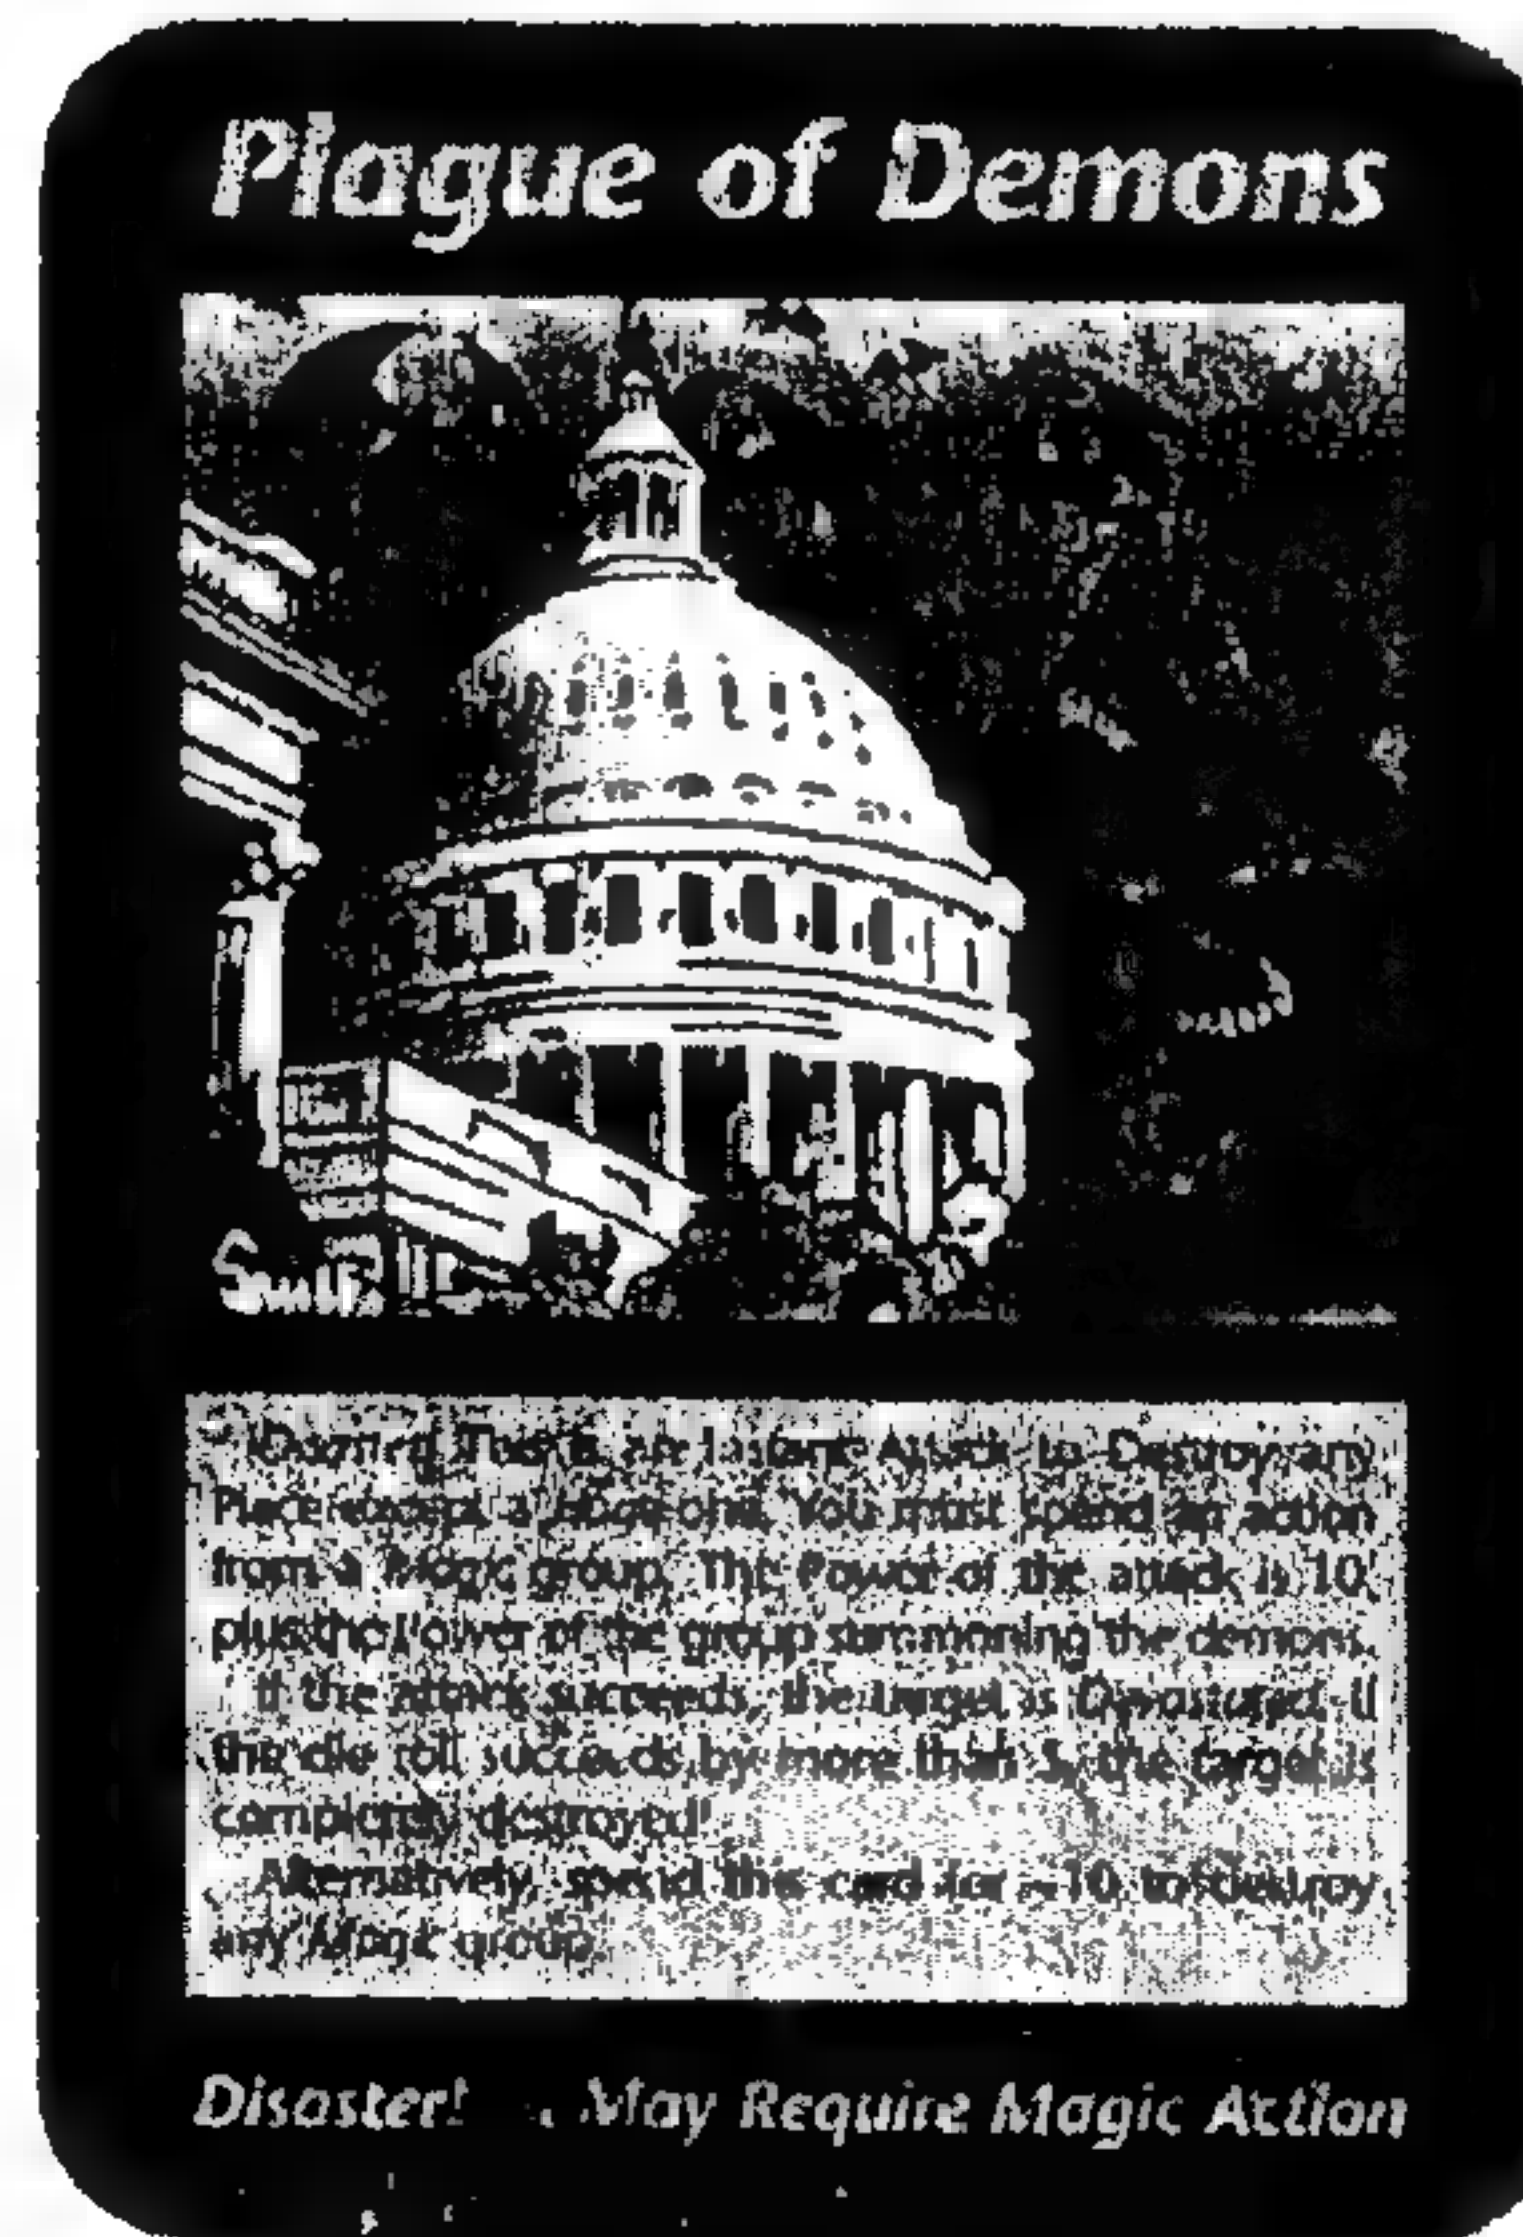 Plague of Demons
Smith
This is an Instant Attack to Destroy any
Place except a You must spend an action
from a Magic group. The Power of the attack is 10,
plus the Power of the group summoning the demons.
If the attack succeeds, the target is Devastated. If
the die roll succeeds by more than 5, the target is
completely destroyed!
Alternatively, spend this card for 10 to destroy
any Magic group.
Disaster! May Require Magic Action